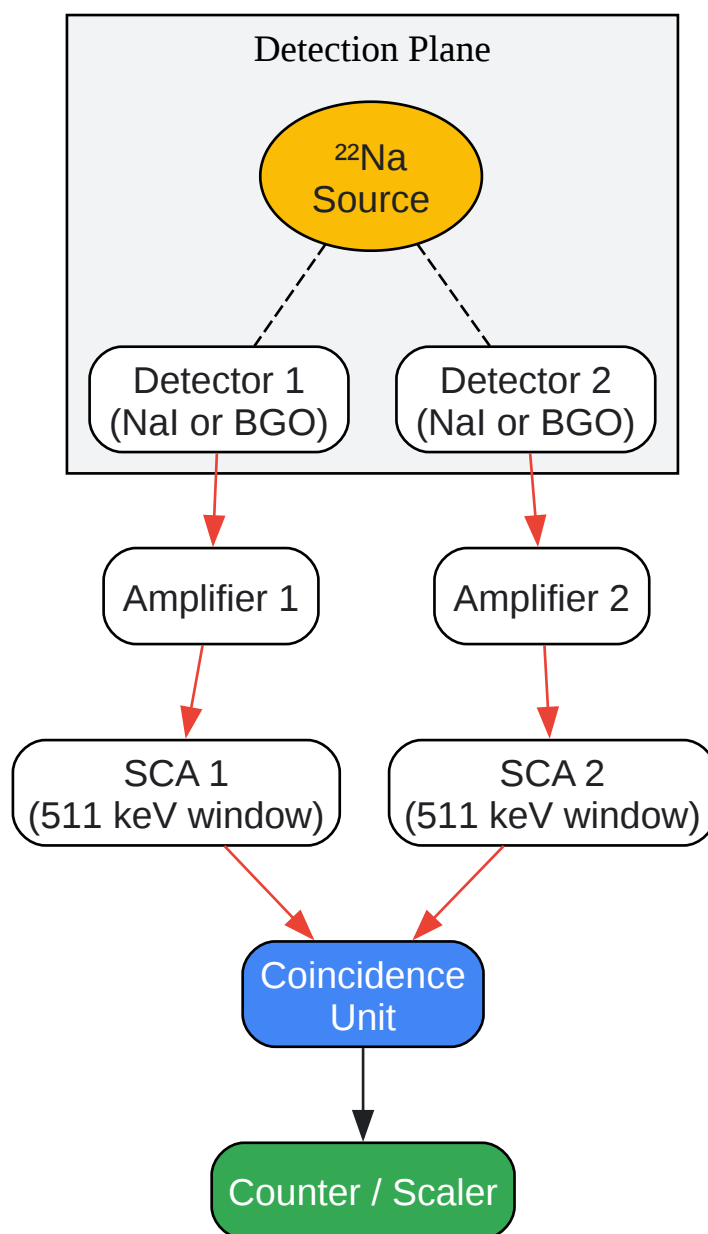 Detection Plane
²²Na
Source
Detector 1
(NaI or BGO)
Detector 2
(NaI or BGO)
Amplifier 1
Amplifier 2
SCA 1
(511 keV window)
SCA 2
(511 keV window)
Coincidence
Unit
Counter / Scaler